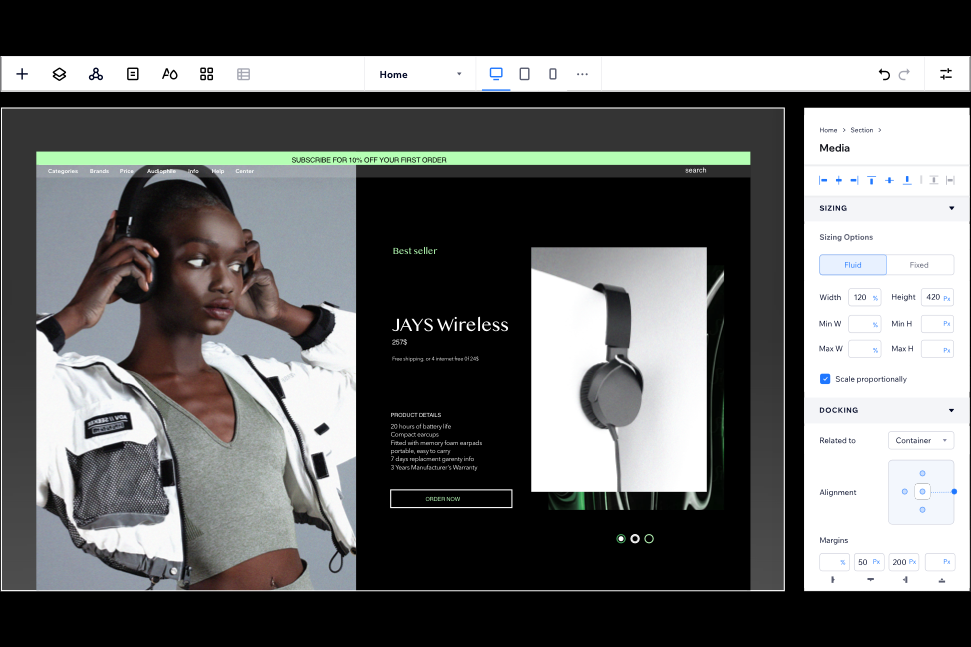 Home
Home
Section
Media
SUBSCRIBE FOR 10% OFF YOUR FIRST ORDER
Categories Brands Price Audiophile Info Help Center
search
SIZING
Sizing Options
Fluid Fixed
Width 120 % Height 420 Px
Min W % Min H Px
Max W % Max H Px
Scale proportionally
Best seller
JAYS Wireless
257$
Free shipping, or 4 internet free 0124$
PRODUCT DETAILS
20 hours of battery life
Compact earcups
Fitted with memory foam earpads
portable, easy to carry
7 days replacment garenty info
3 Years Manufacturer's Warranty
ORDER NOW
DOCKING
Related to Container
Alignment
Margins
% 50 Px 200 Px Px